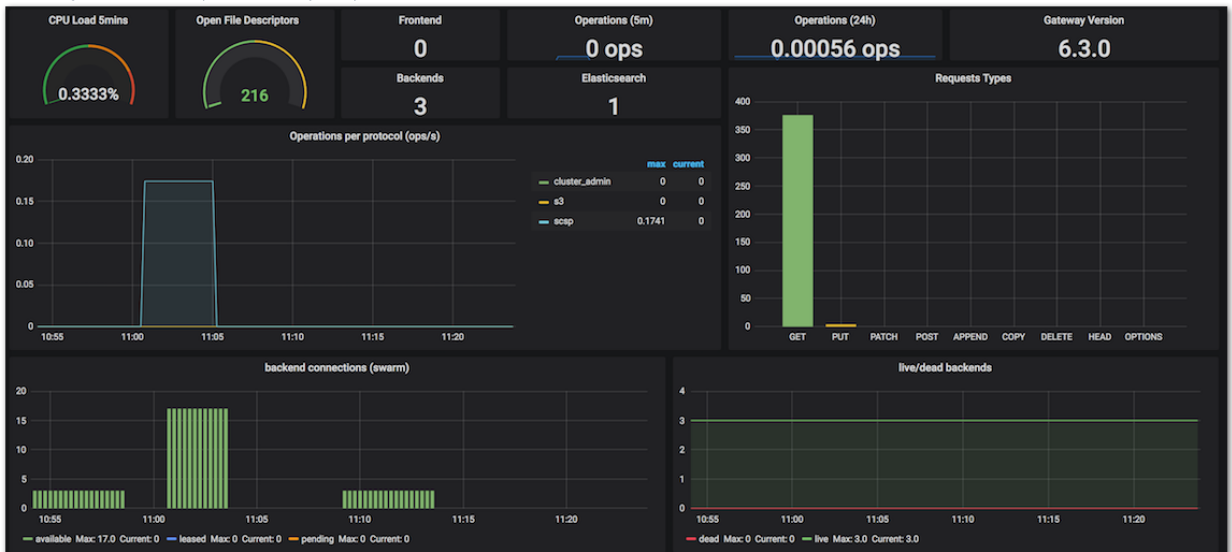 CPU Load 5mins
0.3333%
Open File Descriptors
216
Frontend
0
Backends
3
Operations (5m)
0 ops
Elasticsearch
1
Operations (24h)
0.00056 ops
Gateway Version
6.3.0
Operations per protocol (ops/s)
0.20
0.15
0.10
0.05
0
10:55 11:00 11:05 11:10 11:15 11:20
max current
cluster_admin 0 0
s3 0 0
scsp 0.1741 0
Requests Types
400
350
300
250
200
150
100
50
0
GET PUT PATCH POST APPEND COPY DELETE HEAD OPTIONS
backend connections (swarm)
20
15
10
5
0
10:55 11:00 11:05 11:10 11:15 11:20
available Max: 17.0 Current: 0 leased Max: 0 Current: 0 pending Max: 0 Current: 0
live/dead backends
4
3
2
1
0
10:55 11:00 11:05 11:10 11:15 11:20
dead Max: 0 Current: 0 live Max: 3.0 Current: 3.0